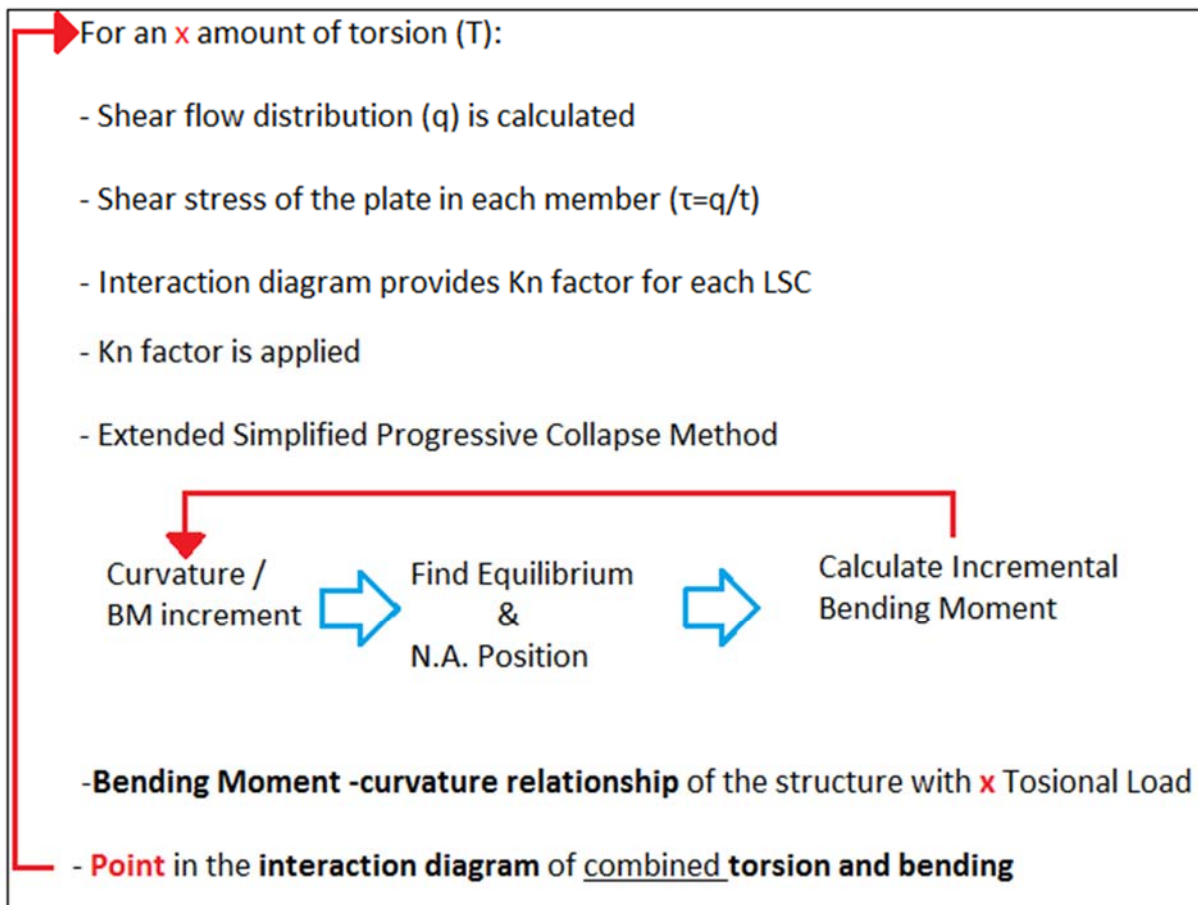 For an x amount of torsion (T):
- Shear flow distribution (q) is calculated
- Shear stress of the plate in each member (τ=q/t)
- Interaction diagram provides Kn factor for each LSC
- Kn factor is applied
- Extended Simplified Progressive Collapse Method
Curvature /
BM increment
Find Equilibrium
&
N.A. Position
Calculate Incremental
Bending Moment
-Bending Moment -curvature relationship of the structure with x Tosional Load
- Point in the interaction diagram of combined torsion and bending